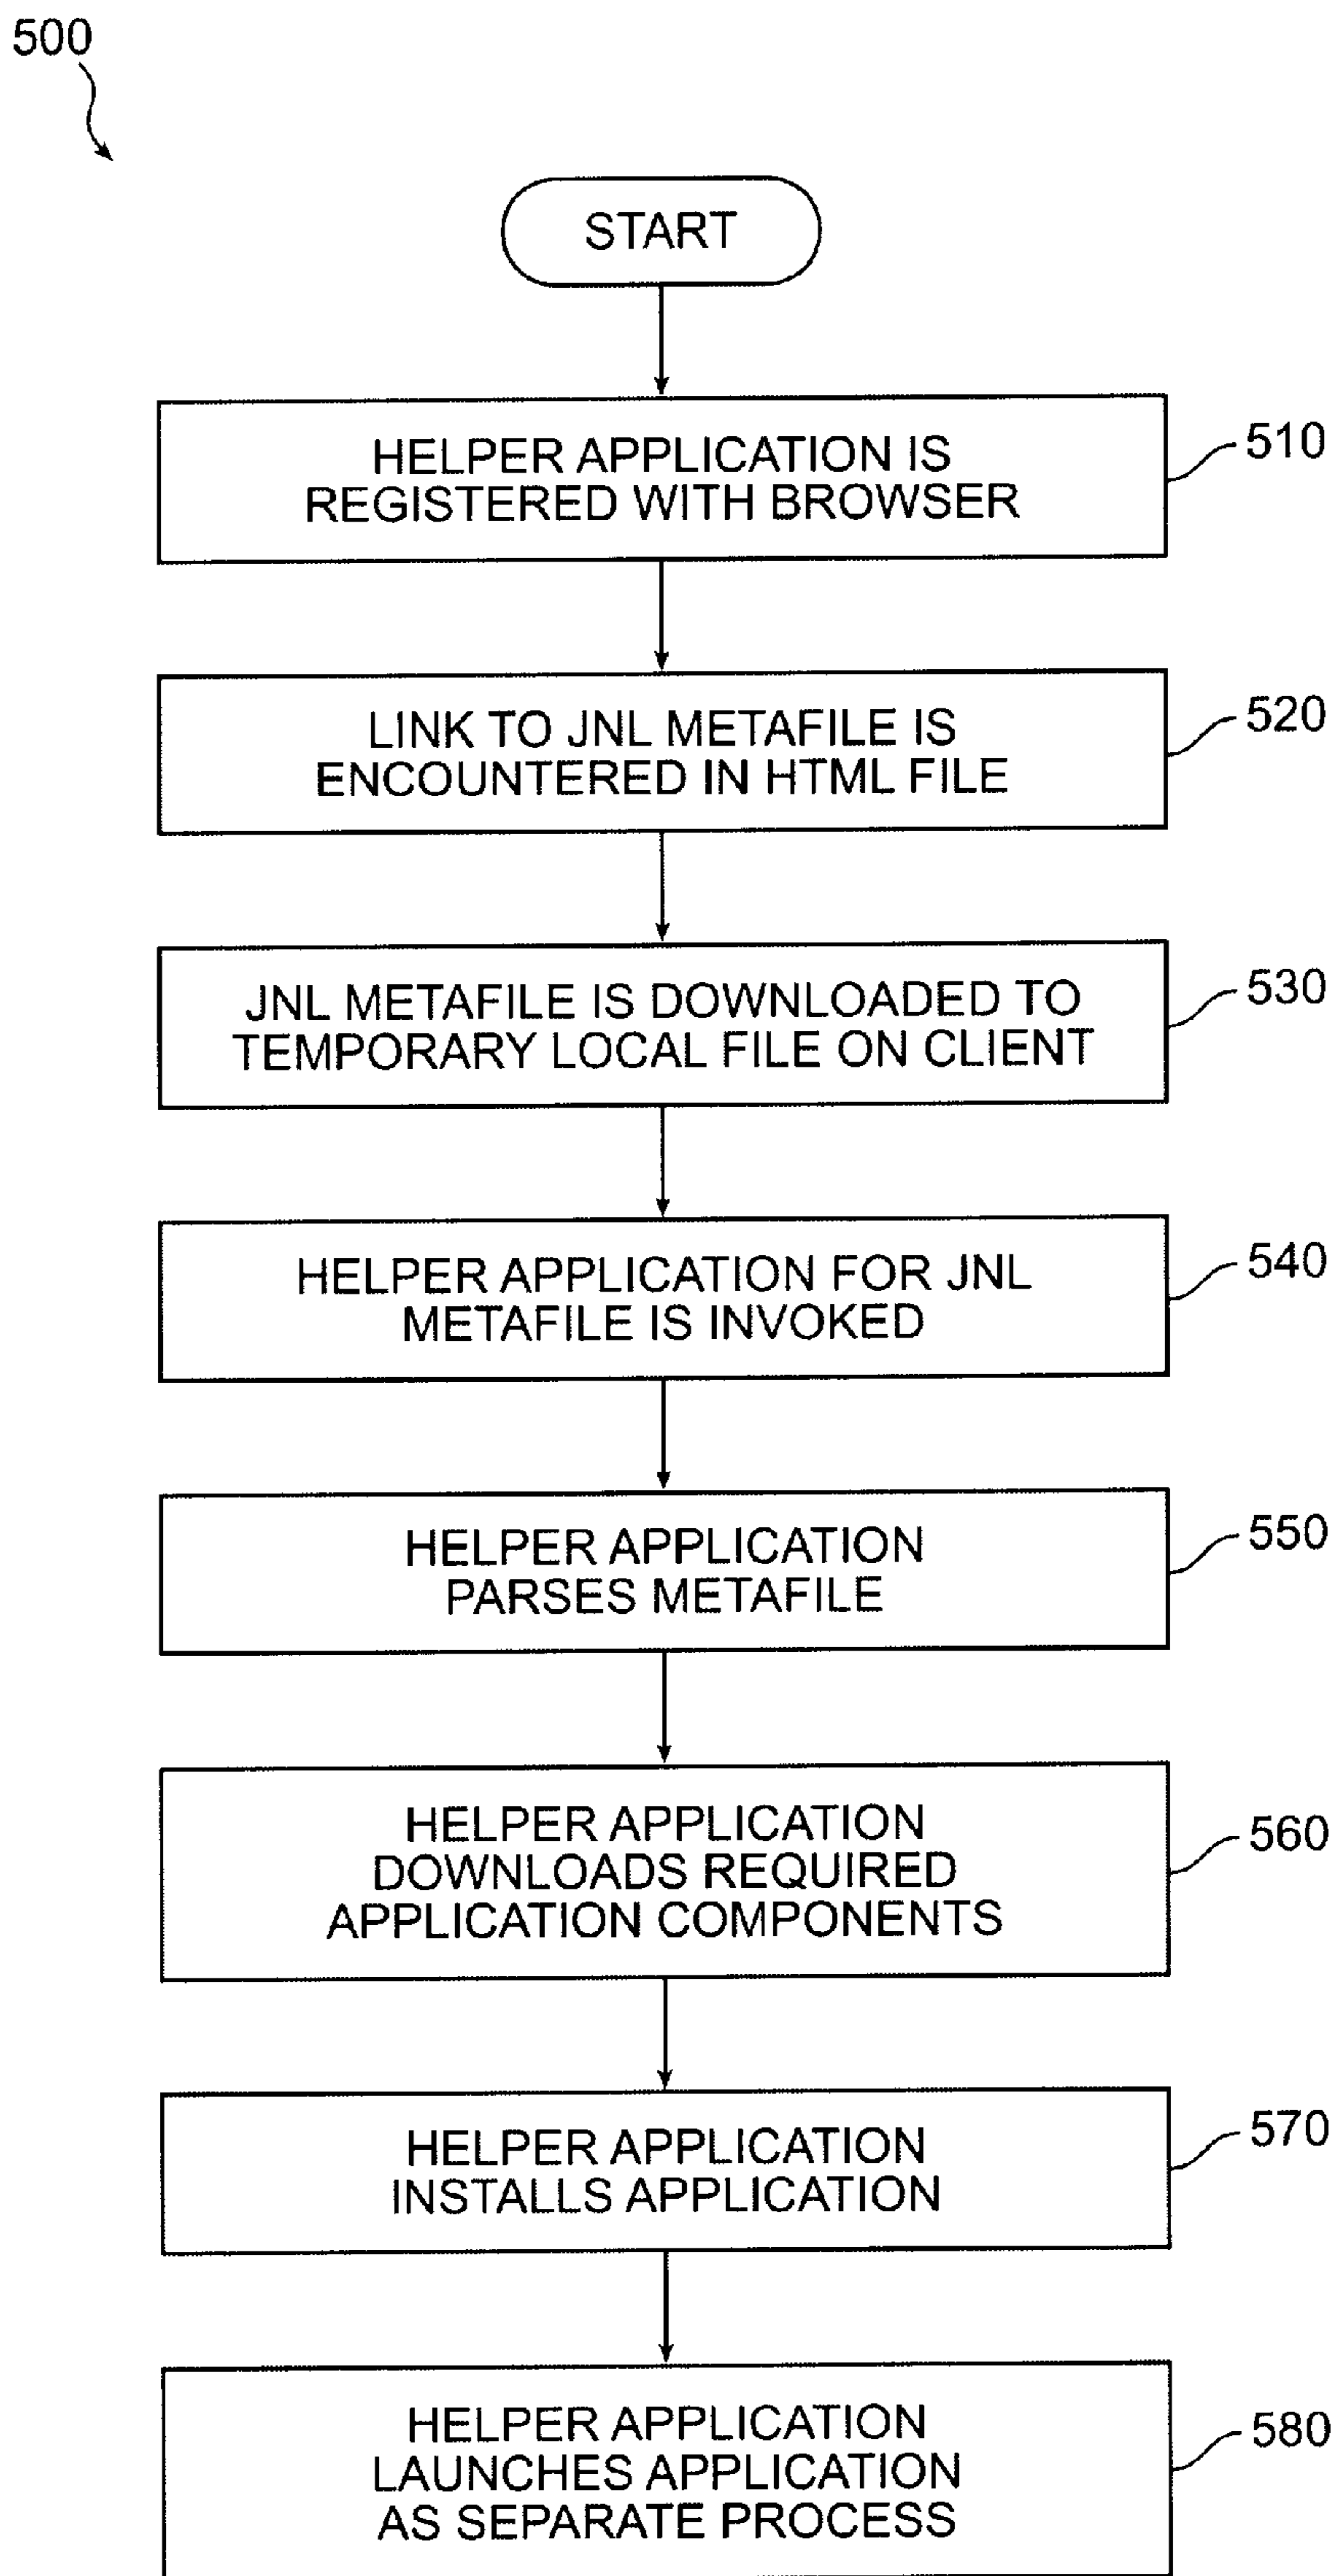 500
START
HELPER APPLICATION IS
REGISTERED WITH BROWSER
510
LINK TO JNL METAFILE IS
ENCOUNTERED IN HTML FILE
520
JNL METAFILE IS DOWNLOADED TO
TEMPORARY LOCAL FILE ON CLIENT
530
HELPER APPLICATION FOR JNL
METAFILE IS INVOKED
540
HELPER APPLICATION
PARSES METAFILE
550
HELPER APPLICATION
DOWNLOADS REQUIRED
APPLICATION COMPONENTS
560
HELPER APPLICATION
INSTALLS APPLICATION
570
HELPER APPLICATION
LAUNCHES APPLICATION
AS SEPARATE PROCESS
580